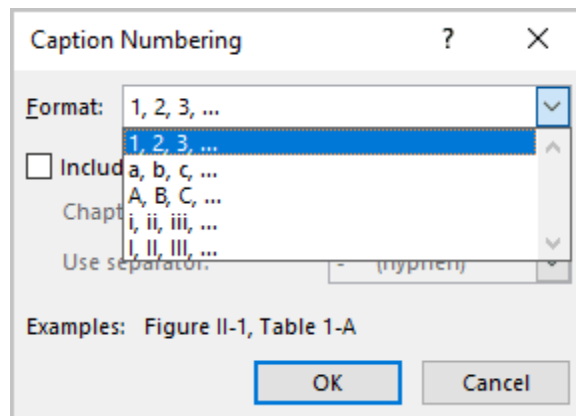 Caption Numbering ?
Format: 1, 2, 3, ...
1, 2, 3, ...
Includ
a, b, c, ...
A, B, C, ...
Chapt
i, ii, iii, ...
I, II, III, ...
Use separator: - (hyphen)
Examples: Figure II-1, Table 1-A
OK Cancel